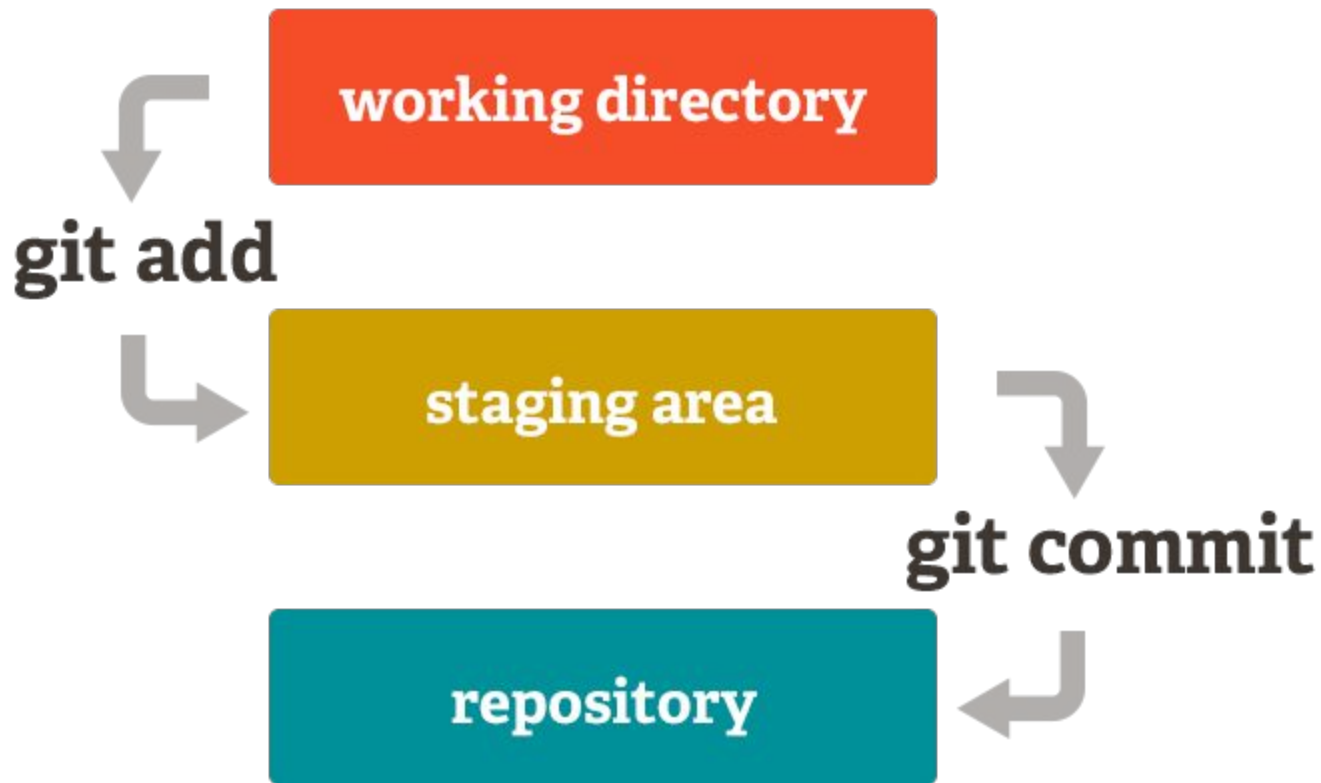 working directory
git add
staging area
git commit
repository